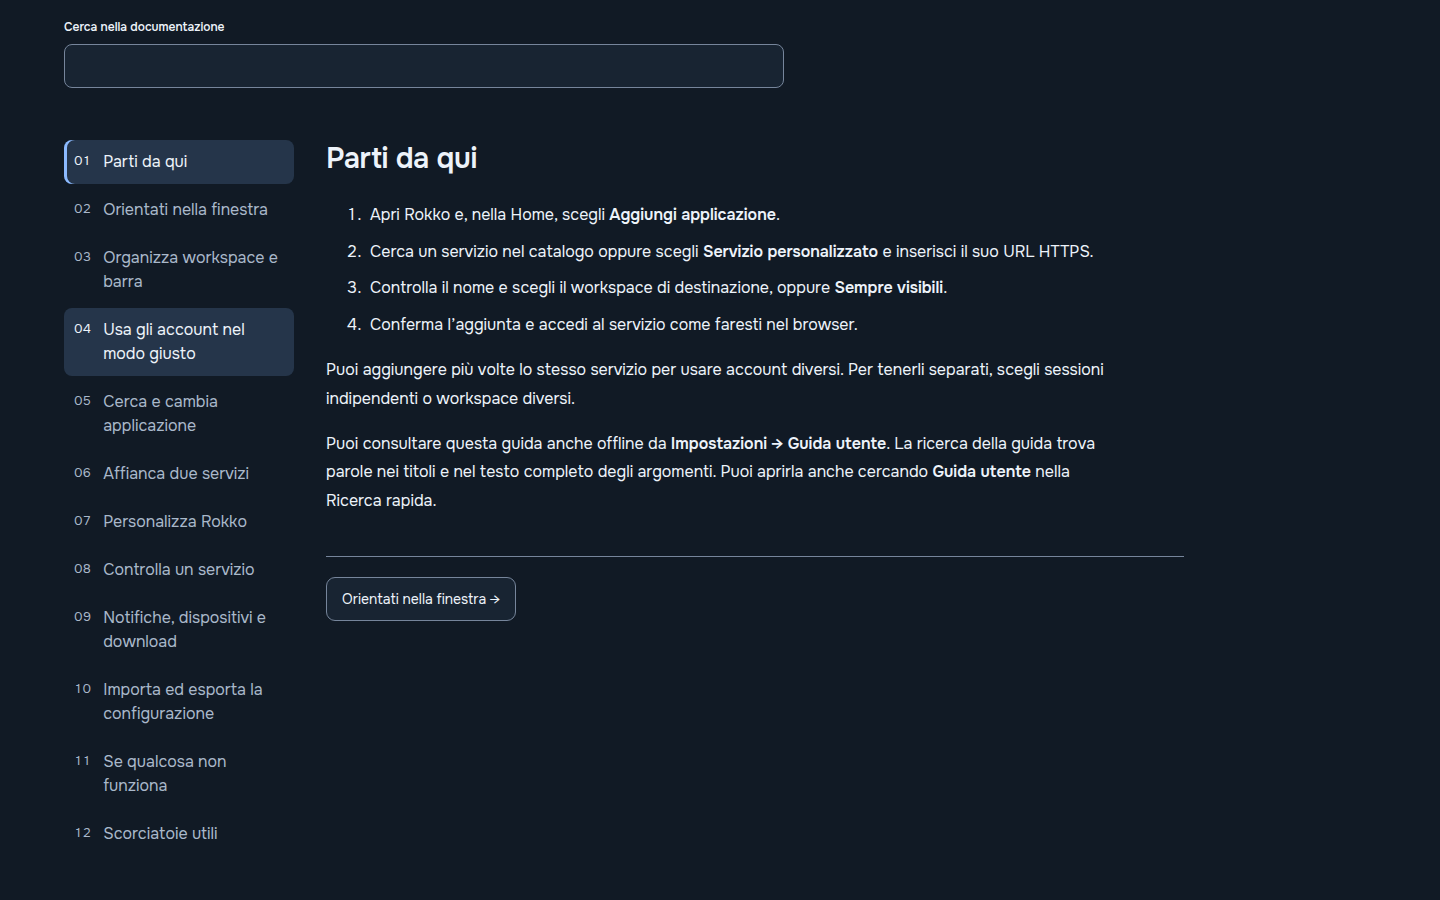 Cerca nella documentazione
01 Parti da qui
02 Orientati nella finestra
03 Organizza workspace e
barra
04 Usa gli account nel
modo giusto
05 Cerca e cambia
applicazione
06 Affianca due servizi
07 Personalizza Rokko
08 Controlla un servizio
09 Notifiche, dispositivi e
download
10 Importa ed esporta la
configurazione
11 Se qualcosa non
funziona
12 Scorciatoie utili
Parti da qui
1. Apri Rokko e, nella Home, scegli Aggiungi applicazione.
2. Cerca un servizio nel catalogo oppure scegli Servizio personalizzato e inserisci il suo URL HTTPS.
3. Controlla il nome e scegli il workspace di destinazione, oppure Sempre visibili.
4. Conferma l’aggiunta e accedi al servizio come faresti nel browser.
Puoi aggiungere più volte lo stesso servizio per usare account diversi. Per tenerli separati, scegli sessioni
indipendenti o workspace diversi.
Puoi consultare questa guida anche offline da Impostazioni → Guida utente. La ricerca della guida trova
parole nei titoli e nel testo completo degli argomenti. Puoi aprirla anche cercando Guida utente nella
Ricerca rapida.
Orientati nella finestra →